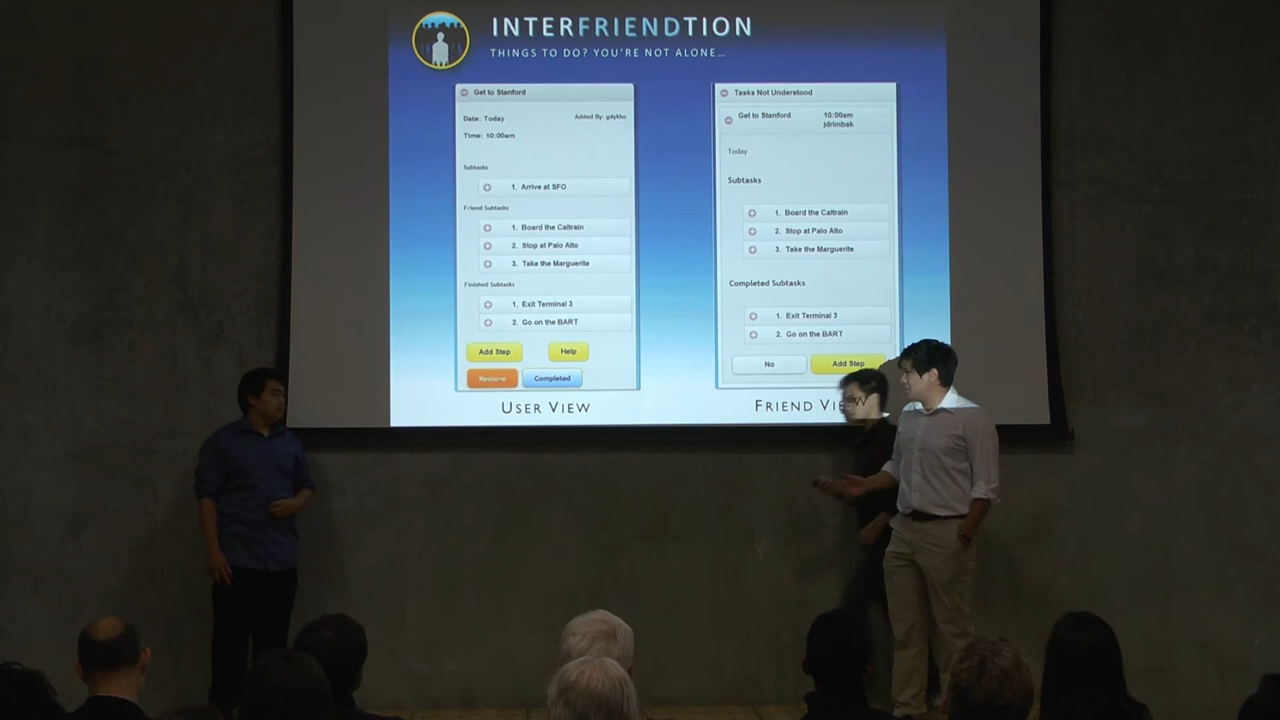 INTERFRIENDTION
THINGS TO DO? YOU'RE NOT ALONE...
Get to Stanford
Date: Today
Added By: gdykho
Time: 10:00am
Subtasks
1. Arrive at SFO
Friend Subtasks
1. Board the Caltrain
2. Stop at Palo Alto
3. Take the Marguerite
Finished Subtasks
1. Exit Terminal 3
2. Go on the BART
Add Step
Help
Remove
Completed
USER VIEW
Tasks Not Understood
Get to Stanford
10:00am
jdrimbak
Today
Subtasks
1. Board the Caltrain
2. Stop at Palo Alto
3. Take the Marguerite
Completed Subtasks
1. Exit Terminal 3
2. Go on the BART
No
Add Step
FRIEND VIEW